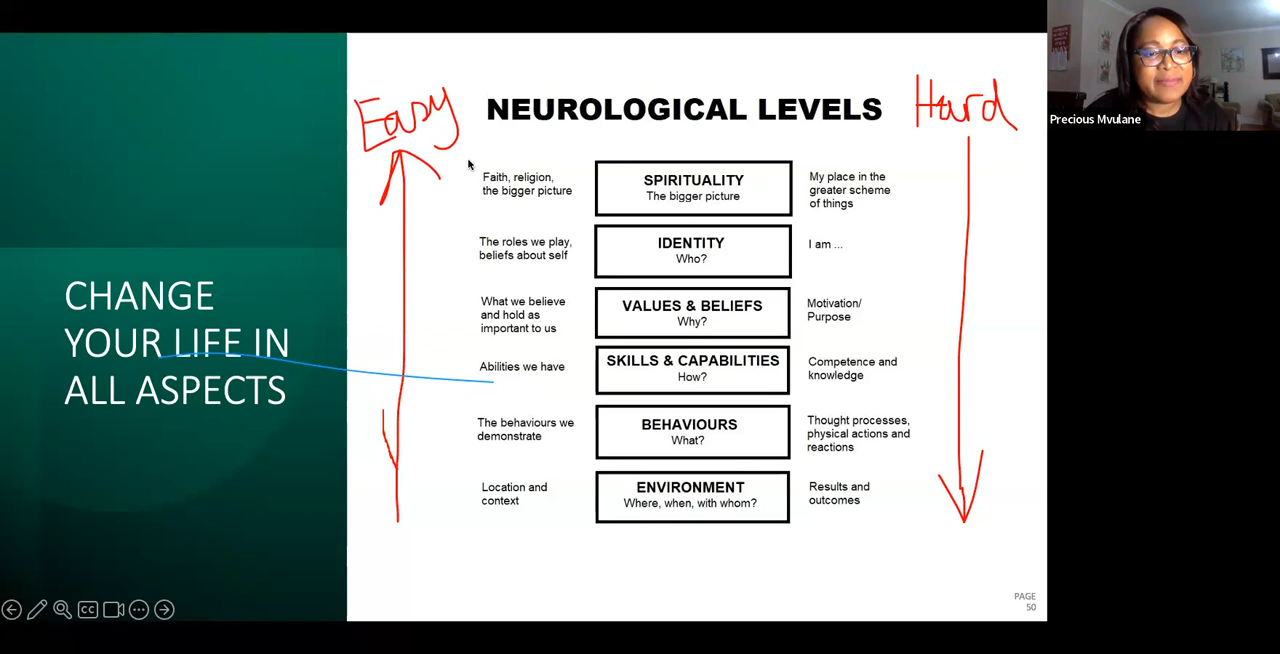 Easy
NEUROLOGICAL LEVELS
Hard
CHANGE
YOUR LIFE IN
ALL ASPECTS
Faith, religion,
the bigger picture
SPIRITUALITY
The bigger picture
My place in the
greater scheme
of things
The roles we play,
beliefs about self
IDENTITY
Who?
I am ...
What we believe
and hold as
important to us
VALUES & BELIEFS
Why?
Motivation/
Purpose
Abilities we have
SKILLS & CAPABILITIES
How?
Competence and
knowledge
The behaviours we
demonstrate
BEHAVIOURS
What?
Thought processes,
physical actions and
reactions
Location and
context
ENVIRONMENT
Where, when, with whom?
Results and
outcomes
PAGE
50
CC
Precious Mvulane